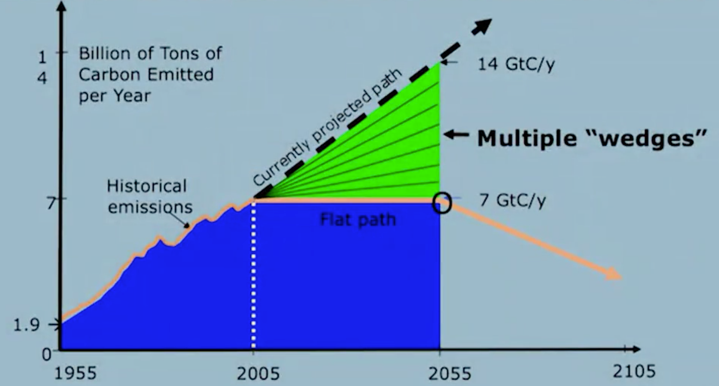 1
4
Billion of Tons of
Carbon Emitted
per Year
Currently projected path
14 GtC/y
Multiple “wedges”
Historical
emissions
7
7 GtC/y
Flat path
1.9
0
1955
2005
2055
2105